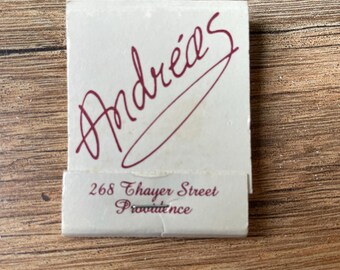 Andréas
268 Thayer Street
Providence